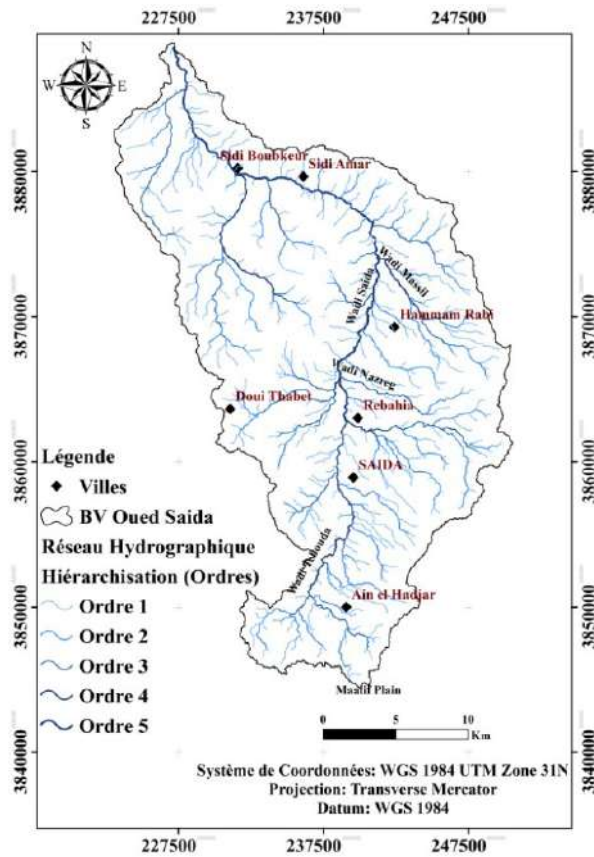 227500 237500 247500
N
W E
S
Sidi Boubkeur
Sidi Amar
3880000 3880000
Wadi Massil
Wadi Saida
Hammam Rabi
3870000 3870000
Wadi Nazreg
Doui Thabet
Rebahia
SAIDA
3860000 3860000
Légende
Villes
BV Oued Saida
Réseau Hydrographique
Hiérarchisation (Ordres)
Ordre 1
Ordre 2
Ordre 3
Ordre 4
Ordre 5
Wadi
Ain el Hadjar
3850000 3850000
Maalif Plain
0 5 10
Km
3840000 3840000
Système de Coordonnées: WGS 1984 UTM Zone 31N
Projection: Transverse Mercator
Datum: WGS 1984
227500 237500 247500